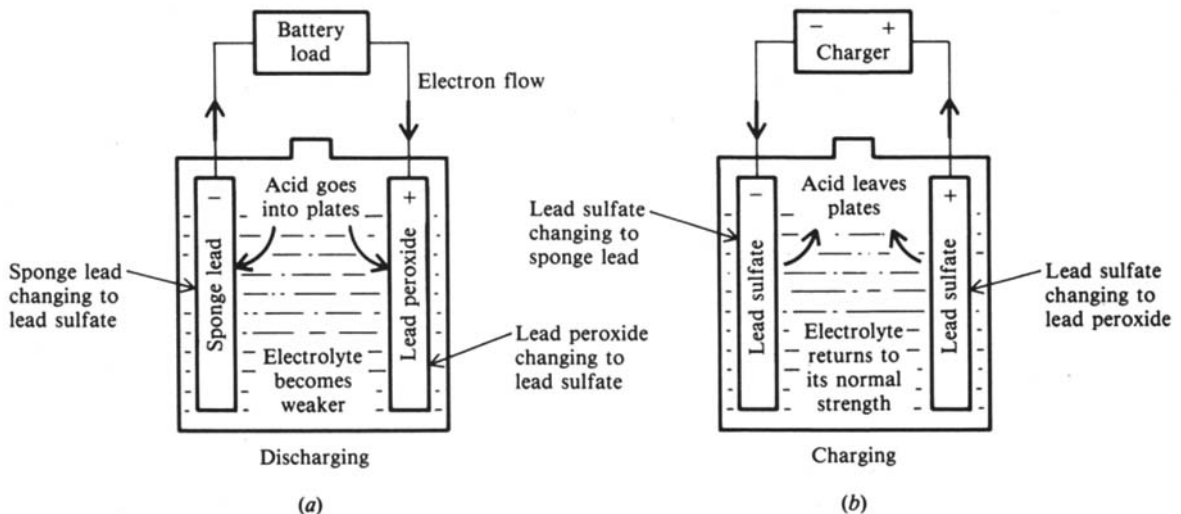 Battery
load
Electron flow
−
Acid goes
into plates
+
Sponge lead
Lead peroxide
Sponge lead
changing to
lead sulfate
Lead peroxide
changing to
lead sulfate
Electrolyte
becomes
weaker
Discharging
(a)
− +
Charger
−
Acid leaves
plates
+
Lead sulfate
changing to
sponge lead
Lead sulfate
Lead sulfate
Lead sulfate
changing to
lead peroxide
Electrolyte
returns to
its normal
strength
Charging
(b)